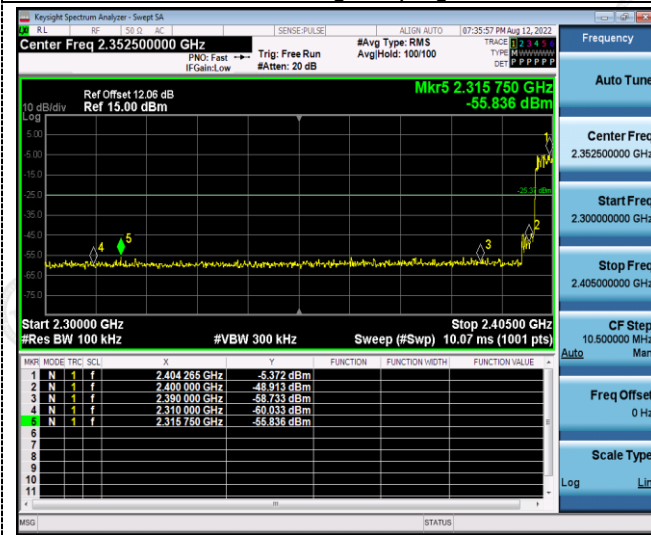 Keysight Spectrum Analyzer - Swept SA
RL RF 50 Ω AC SENSE:PULSE ALIGN AUTO 07:35:57 PM Aug 12, 2022
Center Freq 2.352500000 GHz #Avg Type: RMS TRACE 1 2 3 4 5 6
PNO: Fast Trig: Free Run Avg|Hold: 100/100 TYPE M
IFGain:Low #Atten: 20 dB DET P P P P P P
Ref Offset 12.06 dB Mkr5 2.315 750 GHz
10 dB/div Ref 15.00 dBm -55.836 dBm
Log
5.00
-5.00
-15.0
-25.0
-35.0
-45.0
-55.0
-65.0
-75.0
1
-25.37 dBm
2
3
4
5
Start 2.30000 GHz Stop 2.40500 GHz
#Res BW 100 kHz #VBW 300 kHz Sweep (#Swp) 10.07 ms (1001 pts)
MKR MODE TRC SCL X Y FUNCTION FUNCTION WIDTH FUNCTION VALUE
1 N 1 f 2.404 265 GHz -5.372 dBm
2 N 1 f 2.400 000 GHz -48.913 dBm
3 N 1 f 2.390 000 GHz -58.733 dBm
4 N 1 f 2.310 000 GHz -60.033 dBm
5 N 1 f 2.315 750 GHz -55.836 dBm
6
7
8
9
10
11
MSG STATUS
Frequency
Auto Tune
Center Freq
2.352500000 GHz
Start Freq
2.300000000 GHz
Stop Freq
2.405000000 GHz
CF Step
10.500000 MHz
Auto Man
Freq Offset
0 Hz
Scale Type
Log Lin